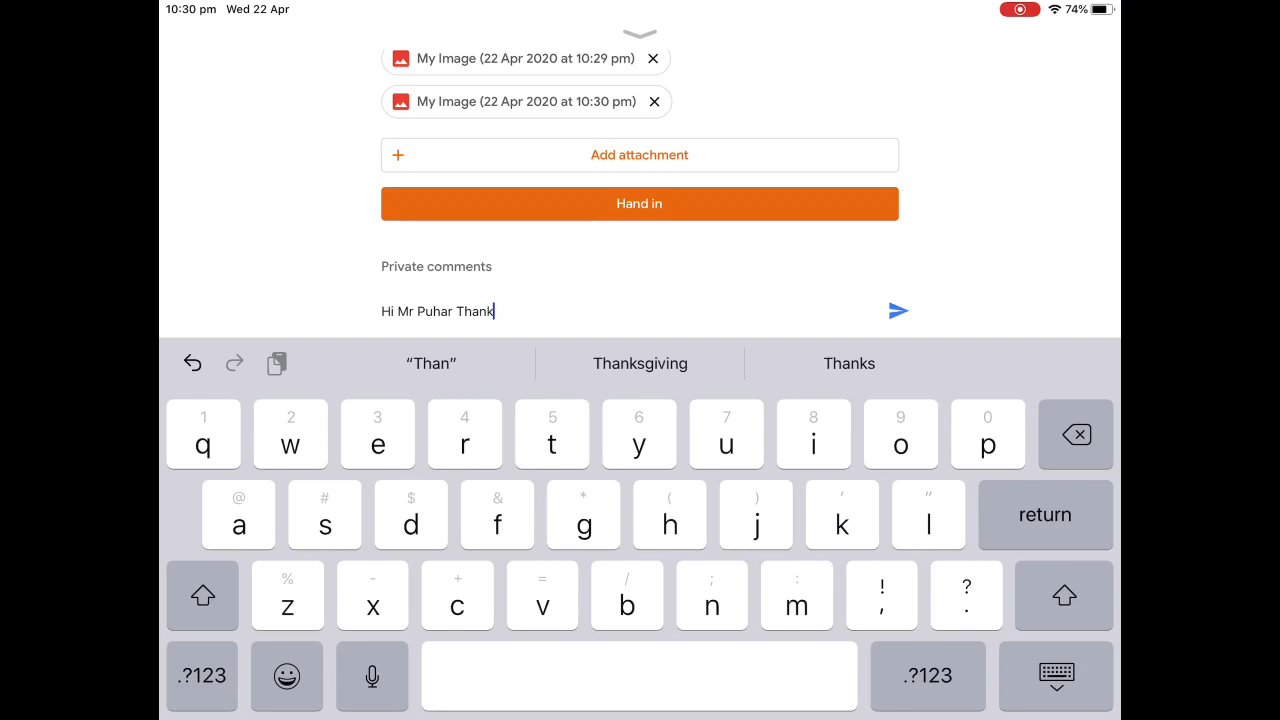 10:30 pm Wed 22 Apr 74%
My Image (22 Apr 2020 at 10:29 pm)
My Image (22 Apr 2020 at 10:30 pm)
+ Add attachment
Hand in
Private comments
Hi Mr Puhar Thank
“Than” Thanksgiving Thanks
1 2 3 4 5 6 7 8 9 0
q w e r t y u i o p
@ # $ & * ( ) ' "
a s d f g h j k l return
% - + = / ; : ! ?
z x c v b n m , .
.?123 .?123